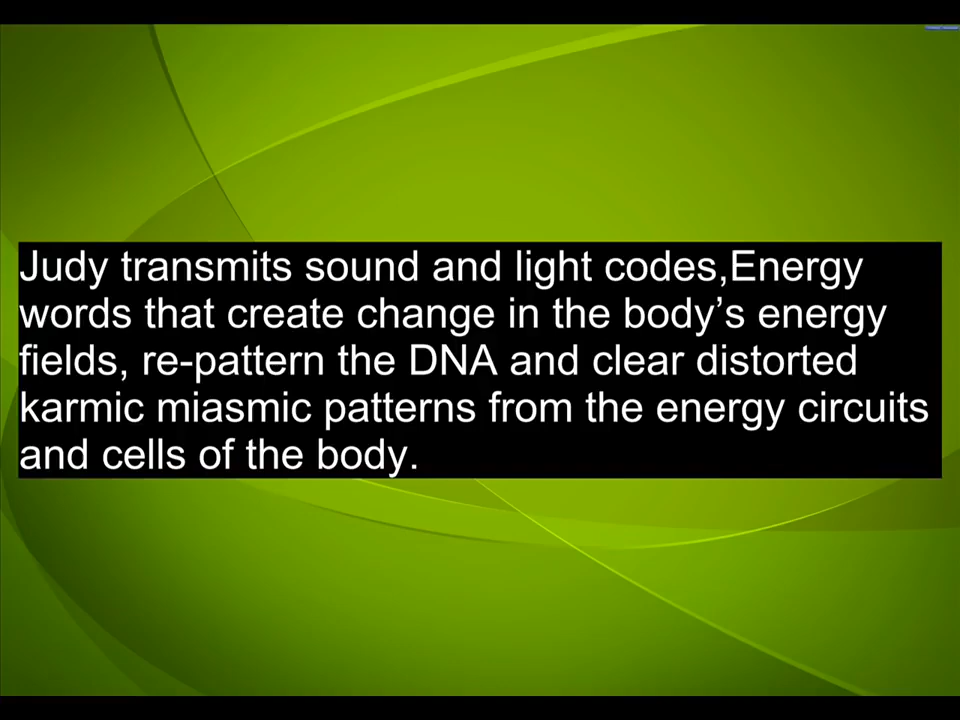 Judy transmits sound and light codes,Energy
words that create change in the body’s energy
fields, re-pattern the DNA and clear distorted
karmic miasmic patterns from the energy circuits
and cells of the body.